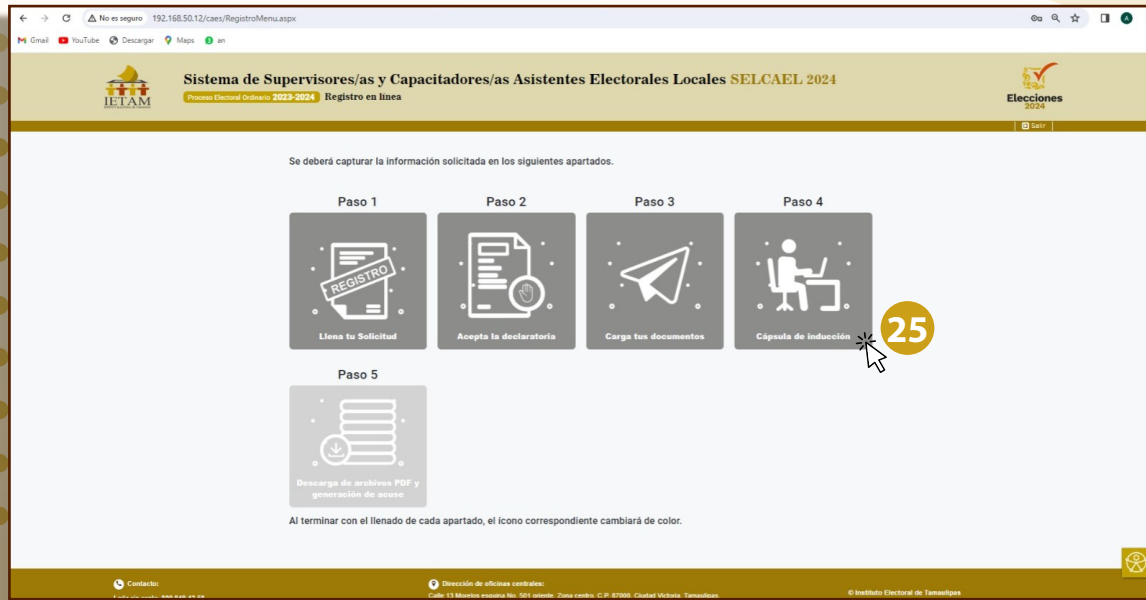 No es seguro 192.168.50.12/caes/RegistroMenu.aspx
A
Gmail YouTube Descargar Maps an
IETAM
Sistema de Supervisores/as y Capacitadores/as Asistentes Electorales Locales SELCAEL 2024
Proceso Electoral Ordinario 2023-2024 Registro en línea
Elecciones
2024
Salir
Se deberá capturar la información solicitada en los siguientes apartados.
Paso 1 Paso 2 Paso 3 Paso 4
REGISTRO
Llena tu Solicitud Acepta la declaratoria Carga tus documentos Cápsula de inducción
25
Paso 5
Descarga de archivos PDF y
generación de acuse
Al terminar con el llenado de cada apartado, el ícono correspondiente cambiará de color.
Contacto: Dirección de oficinas centrales:
Calle 13 Morelos esquina No. 501 oriente. Zona centro. C.P. 87000. Ciudad Victoria, Tamaulipas.
© Instituto Electoral de Tamaulipas